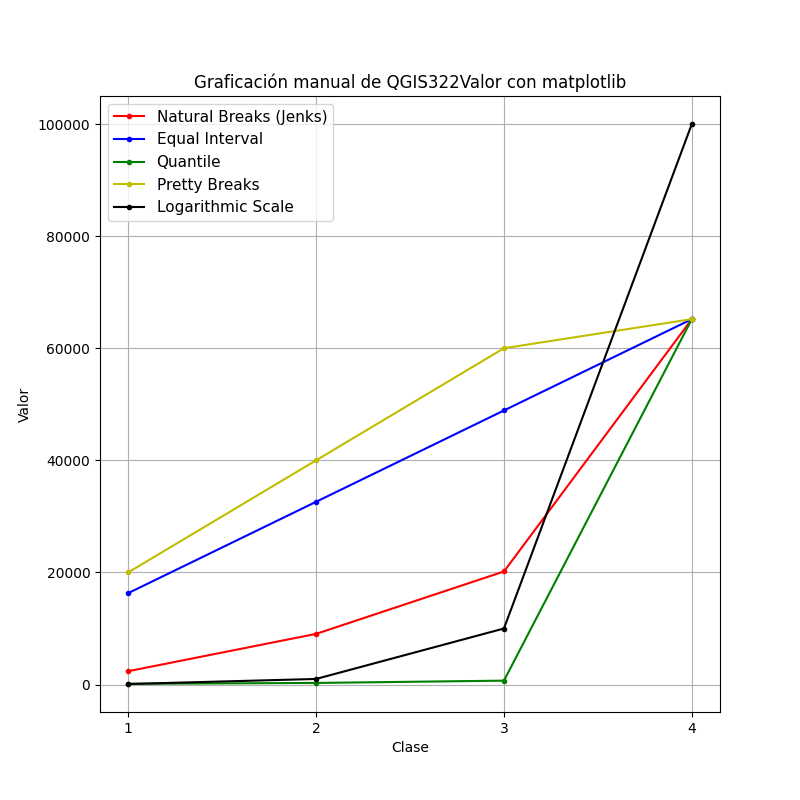 Graficación manual de QGIS322Valor con matplotlib
Natural Breaks (Jenks)
Equal Interval
Quantile
Pretty Breaks
Logarithmic Scale
100000
80000
60000
40000
20000
0
Valor
1 2 3 4
Clase